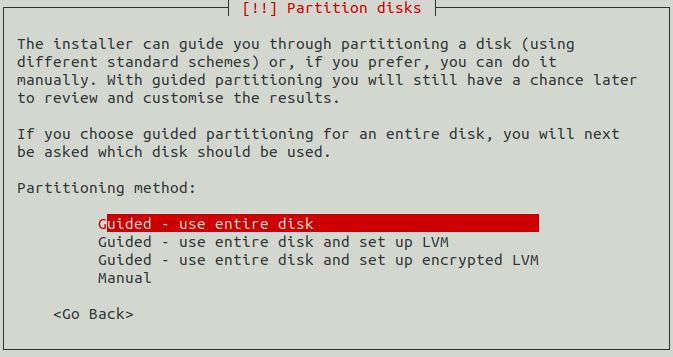 [!!] Partition disks
The installer can guide you through partitioning a disk (using
different standard schemes) or, if you prefer, you can do it
manually. With guided partitioning you will still have a chance later
to review and customise the results.
If you choose guided partitioning for an entire disk, you will next
be asked which disk should be used.
Partitioning method:
Guided - use entire disk
Guided - use entire disk and set up LVM
Guided - use entire disk and set up encrypted LVM
Manual
<Go Back>